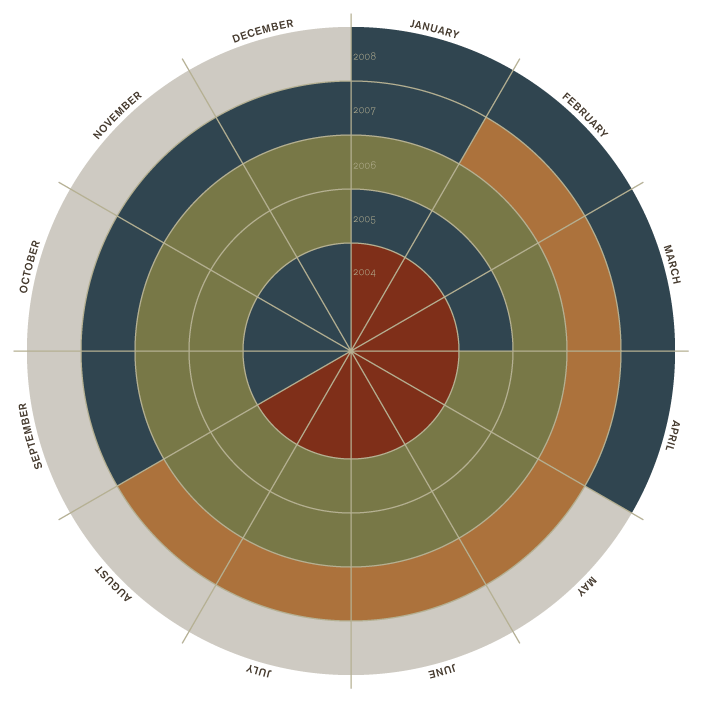 JANUARY
FEBRUARY
MARCH
APRIL
MAY
JUNE
JULY
AUGUST
SEPTEMBER
OCTOBER
NOVEMBER
DECEMBER
2008
2007
2006
2005
2004